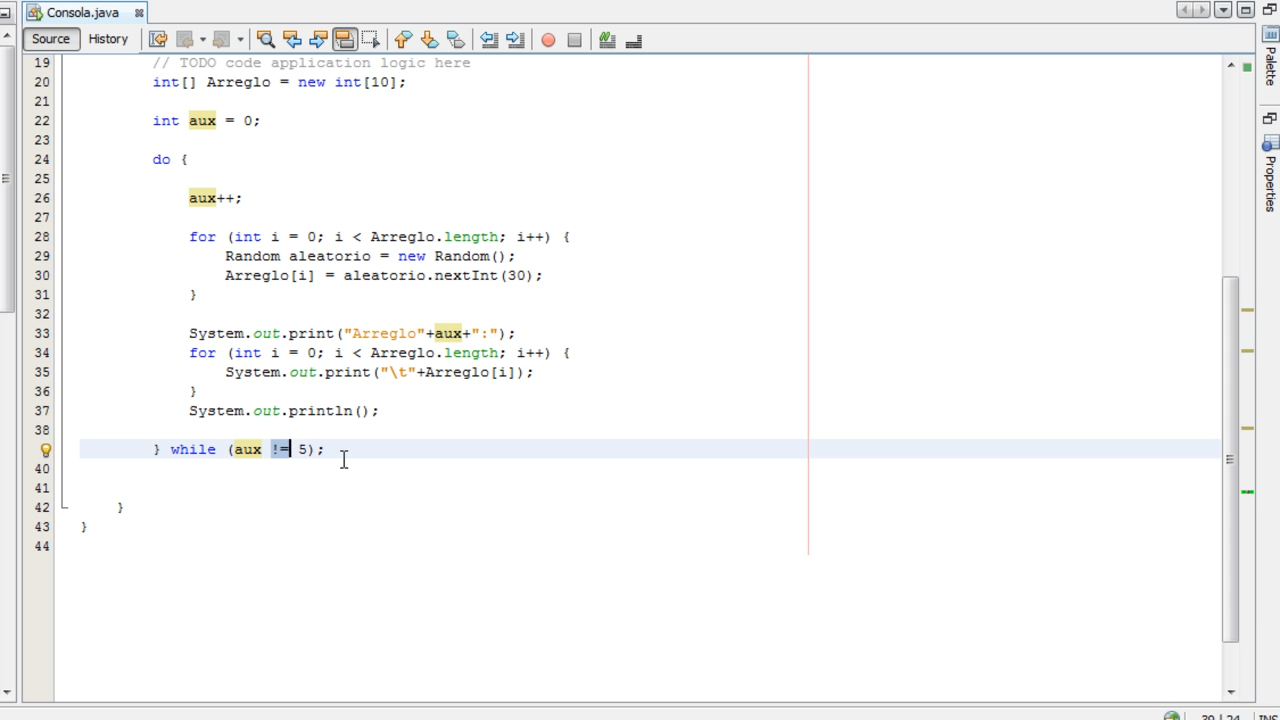 Consola.java
Source History
19 // TODO code application logic here
20 int[] Arreglo = new int[10];
21
22 int aux = 0;
23
24 do {
25
26 aux++;
27
28 for (int i = 0; i < Arreglo.length; i++) {
29 Random aleatorio = new Random();
30 Arreglo[i] = aleatorio.nextInt(30);
31 }
32
33 System.out.print("Arreglo"+aux+":");
34 for (int i = 0; i < Arreglo.length; i++) {
35 System.out.print("\t"+Arreglo[i]);
36 }
37 System.out.println();
38
} while (aux != 5);
40
41
42 }
43 }
44
Palette
Properties
39 | 24 INS